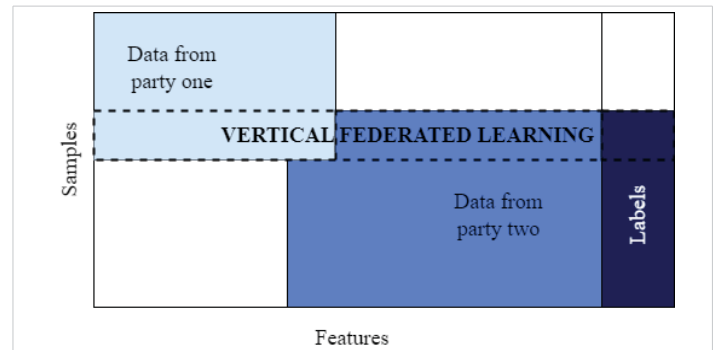 Data from
party one
VERTICAL FEDERATED LEARNING
Samples
Data from
party two
Labels
Features